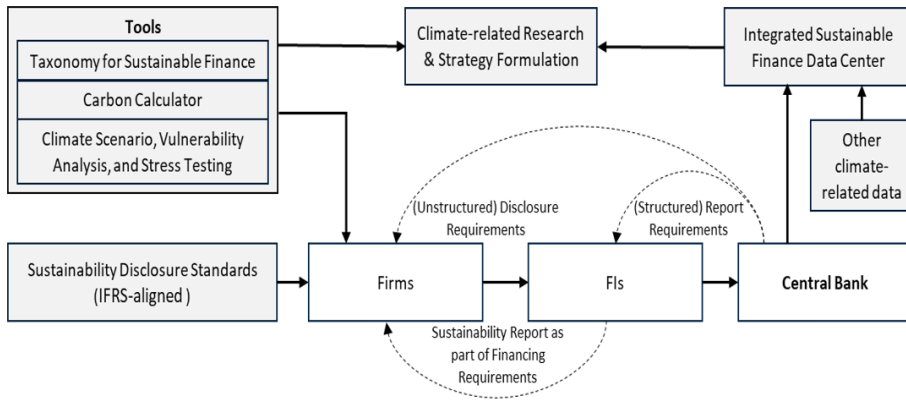 Tools
Taxonomy for Sustainable Finance
Carbon Calculator
Climate Scenario, Vulnerability
Analysis, and Stress Testing
Climate-related Research
& Strategy Formulation
Integrated Sustainable
Finance Data Center
Other
climate-
related data
(Unstructured) Disclosure
Requirements
(Structured) Report
Requirements
Sustainability Disclosure Standards
(IFRS-aligned )
Firms
FIs
Central Bank
Sustainability Report as
part of Financing
Requirements